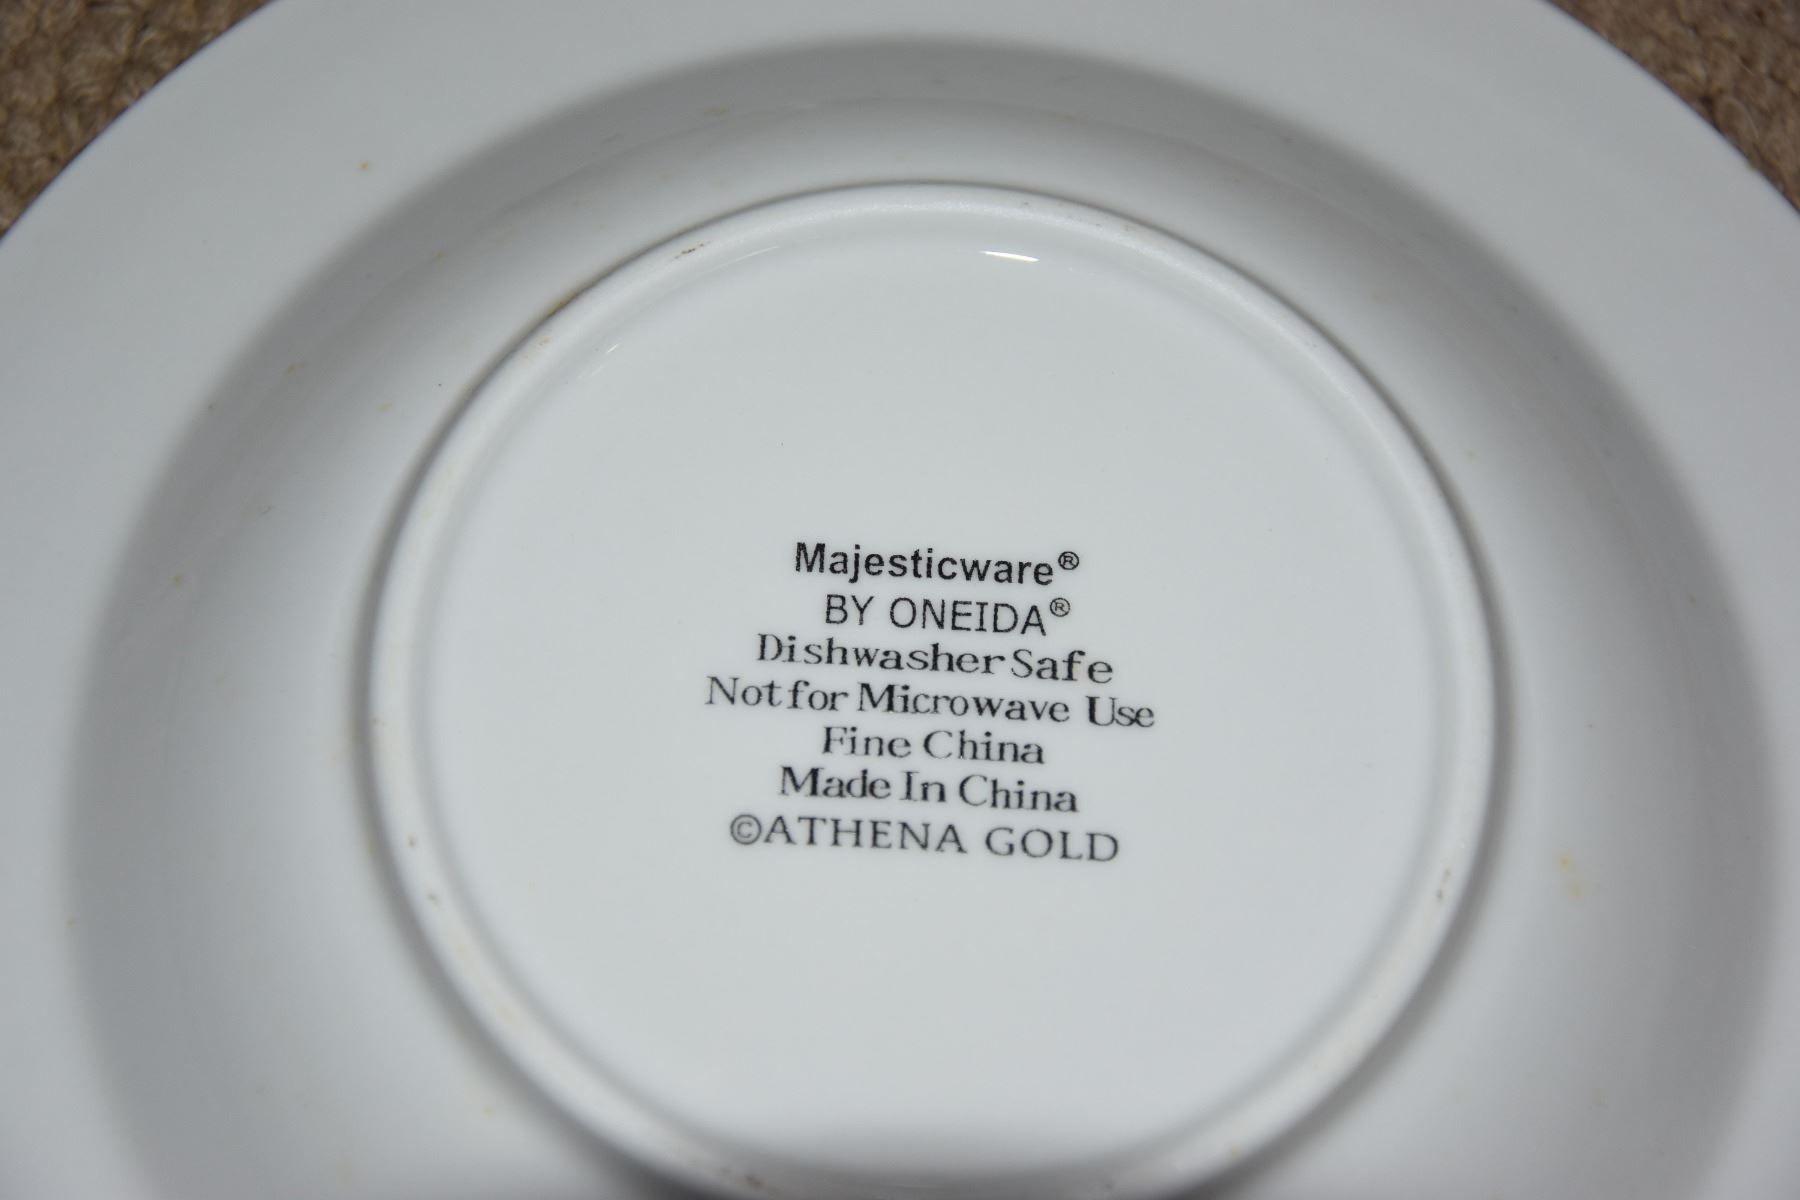 Majesticware®
BY ONEIDA®
Dishwasher Safe
Not for Microwave Use
Fine China
Made In China
©ATHENA GOLD